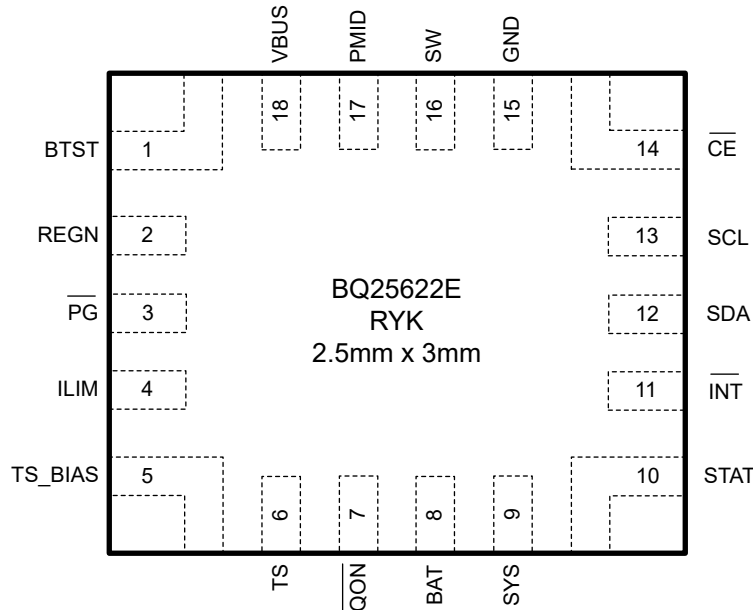 VBUS
PMID
SW
GND
18
17
16
15
BTST 1
14 CE
REGN 2
13 SCL
PG 3
12 SDA
ILIM 4
11 INT
TS_BIAS 5
10 STAT
BQ25622E
RYK
2.5mm x 3mm
6
7
8
9
TS
QON
BAT
SYS